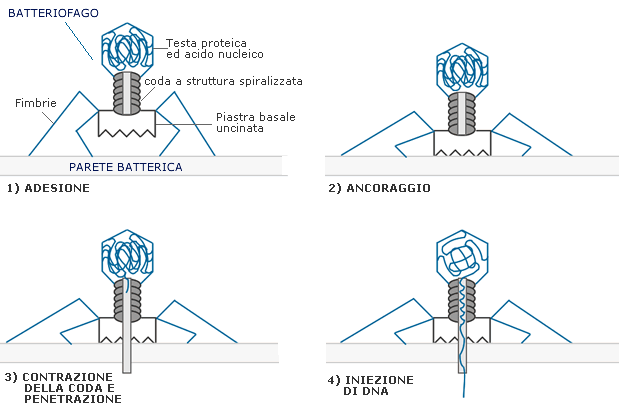 BATTERIOFAGO
Testa proteica
ed acido nucleico
coda a struttura spiralizzata
Fimbrie
Piastra basale
uncinata
PARETE BATTERICA
1) ADESIONE
2) ANCORAGGIO
3) CONTRAZIONE
DELLA CODA E
PENETRAZIONE
4) INIEZIONE
DI DNA